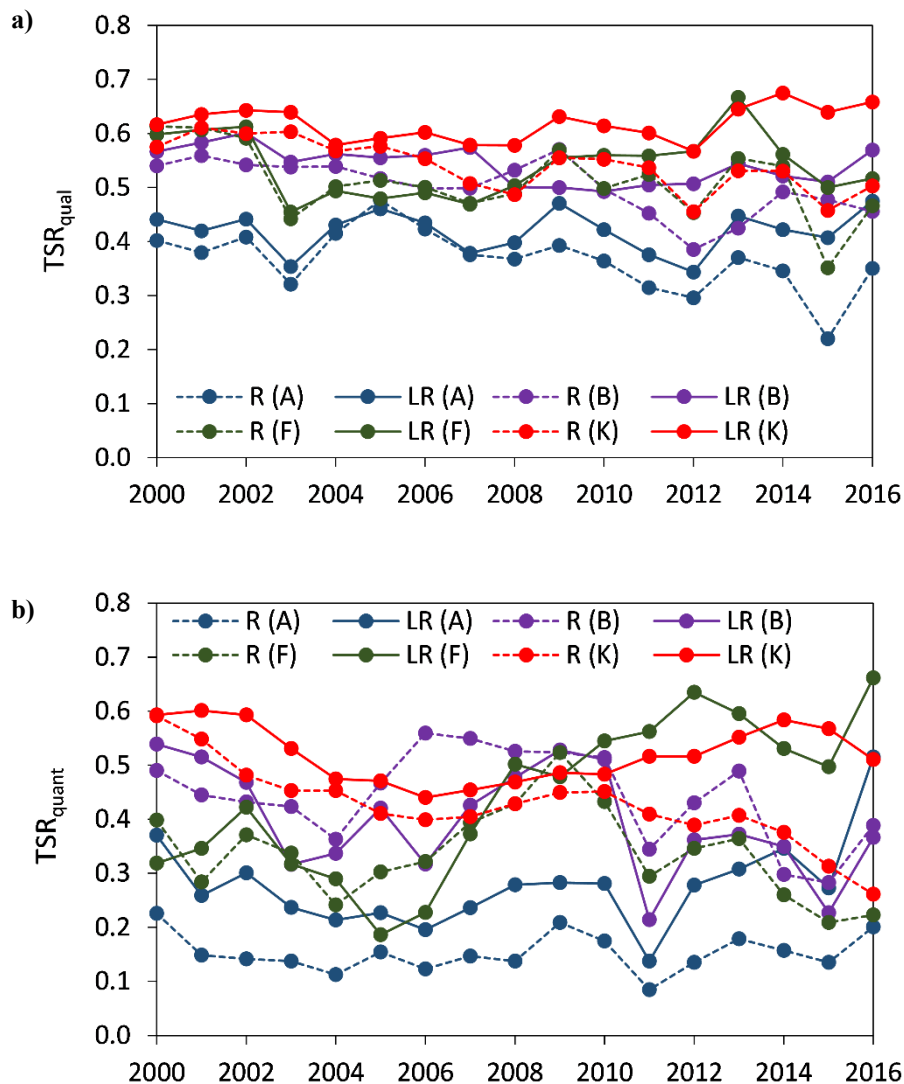 a)
TSRqual
0.8
0.7
0.6
0.5
0.4
0.3
0.2
0.1
0.0
R (A) LR (A) R (B) LR (B)
R (F) LR (F) R (K) LR (K)
2000 2002 2004 2006 2008 2010 2012 2014 2016
b)
TSRquant
0.8
0.7
0.6
0.5
0.4
0.3
0.2
0.1
0.0
R (A) LR (A) R (B) LR (B)
R (F) LR (F) R (K) LR (K)
2000 2002 2004 2006 2008 2010 2012 2014 2016